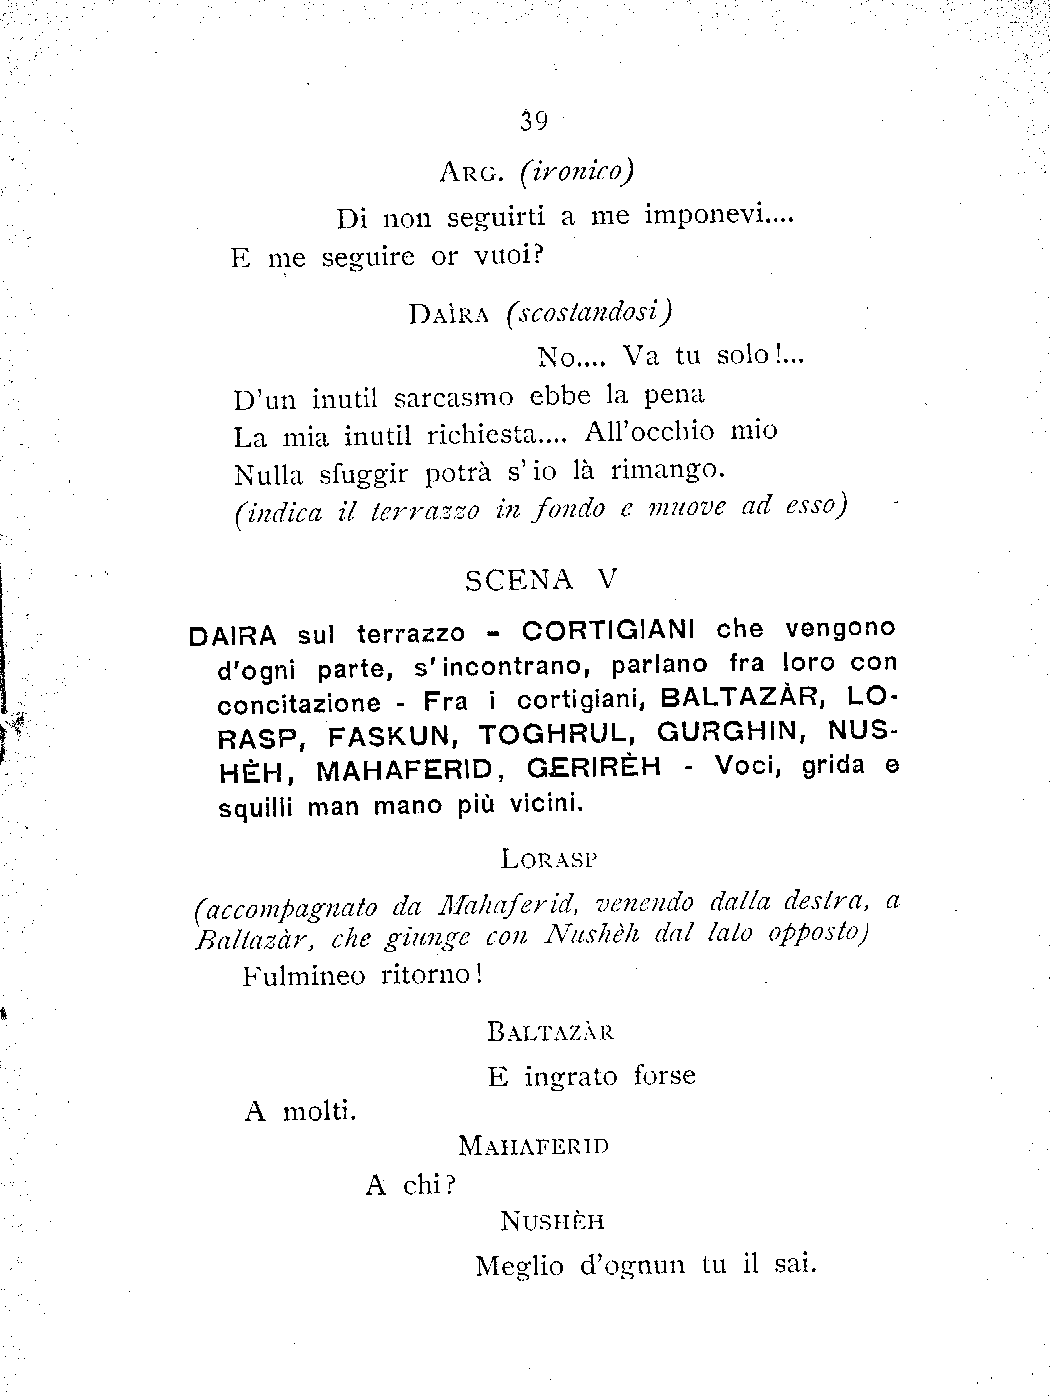 39
ARG. (ironico)
Di non seguirti a me imponevi....
E me seguire or vuoi?
DAÌRA (scostandosi)
No.... Va tu solo!...
D'un inutil sarcasmo ebbe la pena
La mia inutil richiesta.... All'occhio mio
Nulla sfuggir potrà s'io là rimango.
(indica il terrazzo in fondo e muove ad esso)
SCENA V
DAIRA sul terrazzo - CORTIGIANI che vengono
d'ogni parte, s'incontrano, parlano fra loro con
concitazione - Fra i cortigiani, BALTAZÀR, LO-
RASP, FASKUN, TOGHRUL, GURGHIN, NUS-
HÈH, MAHAFERID, GERIRÈH - Voci, grida e
squilli man mano più vicini.
LORASP
(accompagnato da Mahaferid, venendo dalla destra, a
Baltazàr, che giunge con Nushèh dal lato opposto)
Fulmineo ritorno!
BALTAZÀR
E ingrato forse
A molti.
MAHAFERID
A chi?
NUSHÈH
Meglio d'ognun tu il sai.